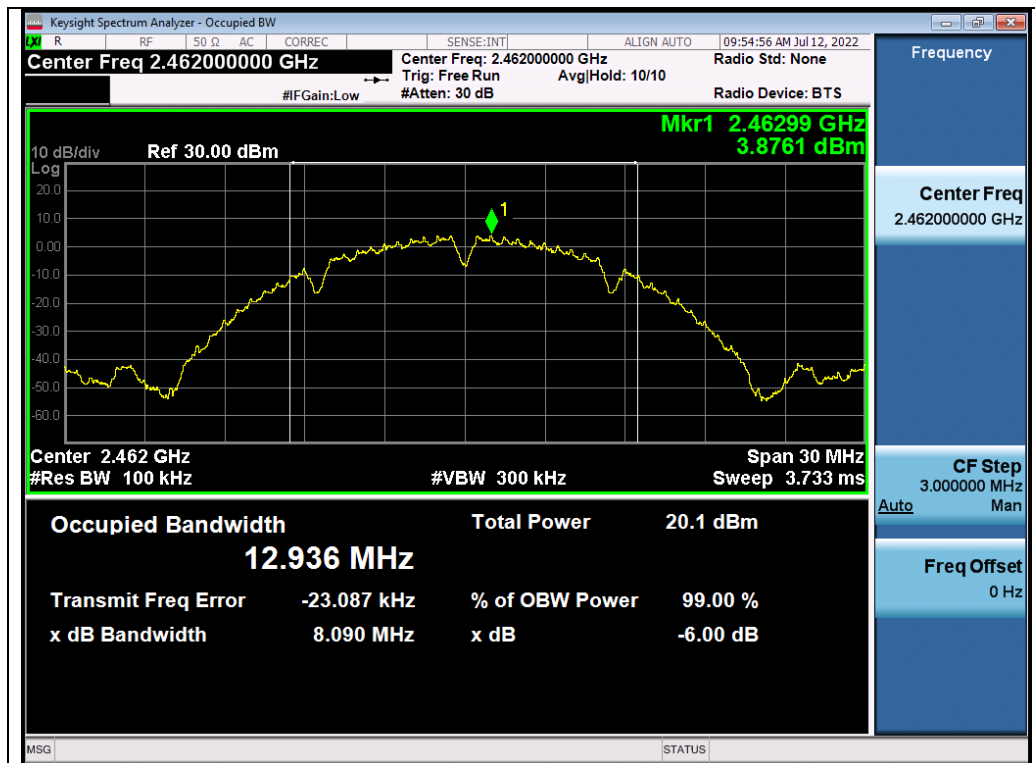 Keysight Spectrum Analyzer - Occupied BW
LXI R RF 50 Ω AC CORREC SENSE:INT ALIGN AUTO 09:54:56 AM Jul 12, 2022
Center Freq 2.462000000 GHz
Center Freq: 2.462000000 GHz Radio Std: None
Trig: Free Run Avg|Hold: 10/10
#IFGain:Low #Atten: 30 dB Radio Device: BTS
Frequency
Mkr1 2.46299 GHz
3.8761 dBm
10 dB/div Ref 30.00 dBm
Log
20.0
10.0
0.00
-10.0
-20.0
-30.0
-40.0
-50.0
-60.0
1
Center 2.462 GHz Span 30 MHz
#Res BW 100 kHz #VBW 300 kHz Sweep 3.733 ms
Center Freq
2.462000000 GHz
CF Step
3.000000 MHz
Auto Man
Freq Offset
0 Hz
Occupied Bandwidth Total Power 20.1 dBm
12.936 MHz
Transmit Freq Error -23.087 kHz % of OBW Power 99.00 %
x dB Bandwidth 8.090 MHz x dB -6.00 dB
MSG STATUS